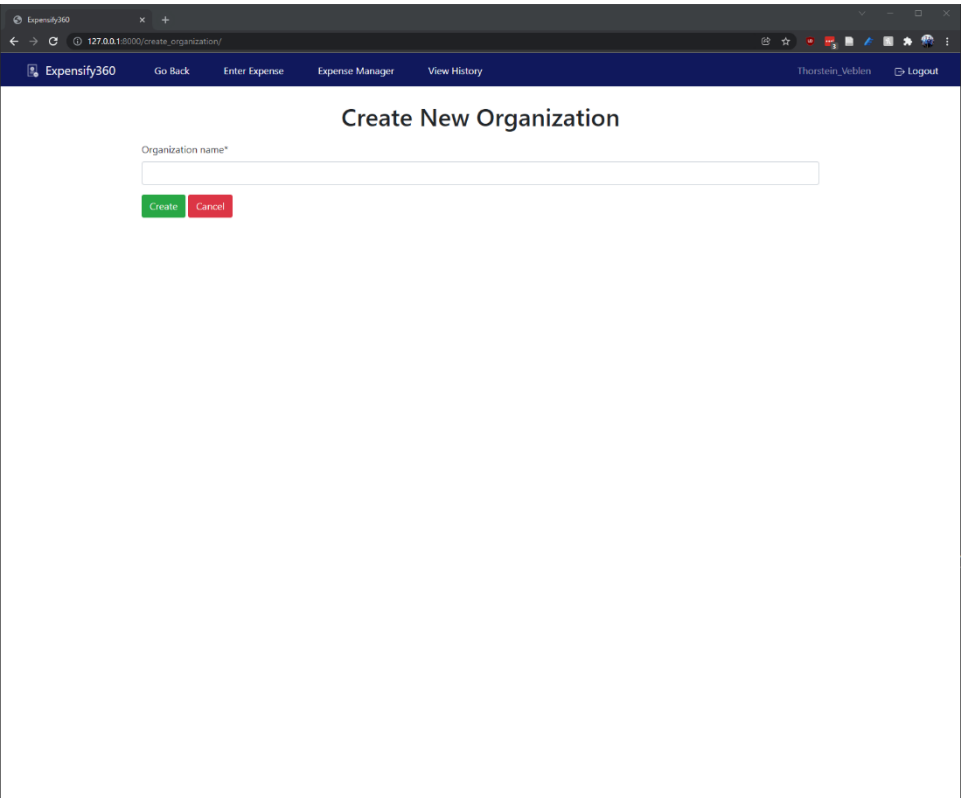 Expensify360
127.0.0.1:8000/create_organization/
Expensify360 Go Back Enter Expense Expense Manager View History Thorstein_Veblen Logout
Create New Organization
Organization name*
Create Cancel